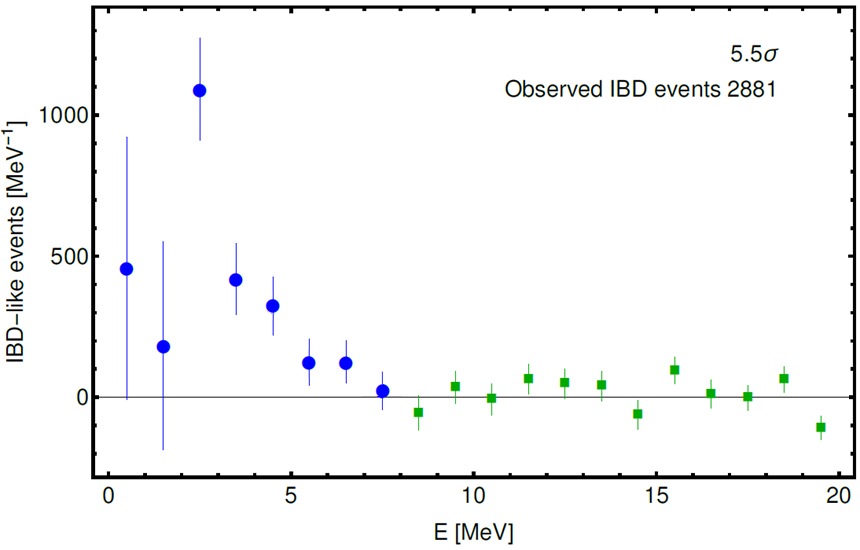 5.5σ
Observed IBD events 2881
IBD−like events [MeV⁻¹]
1000
500
0
0 5 10 15 20
E [MeV]